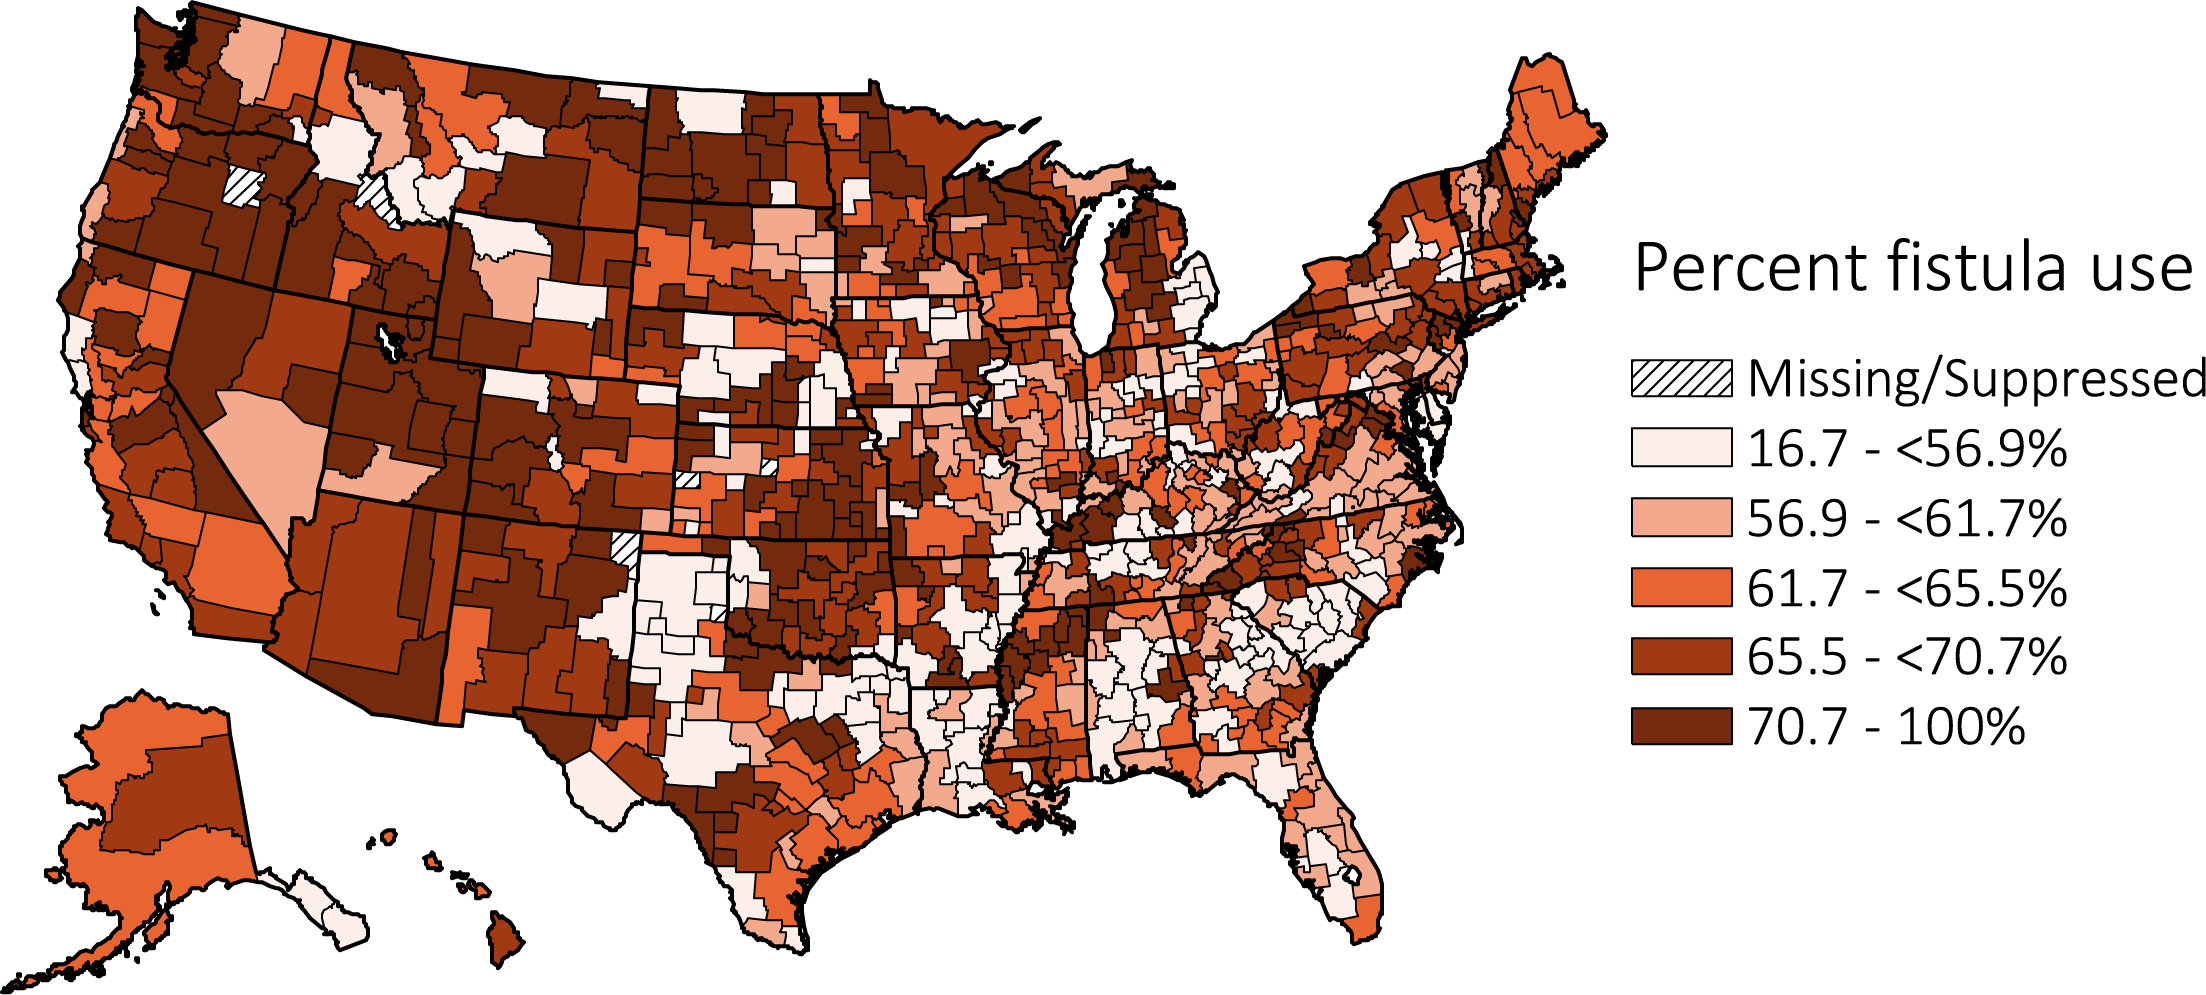 Percent fistula use
Missing/Suppressed
16.7 - <56.9%
56.9 - <61.7%
61.7 - <65.5%
65.5 - <70.7%
70.7 - 100%